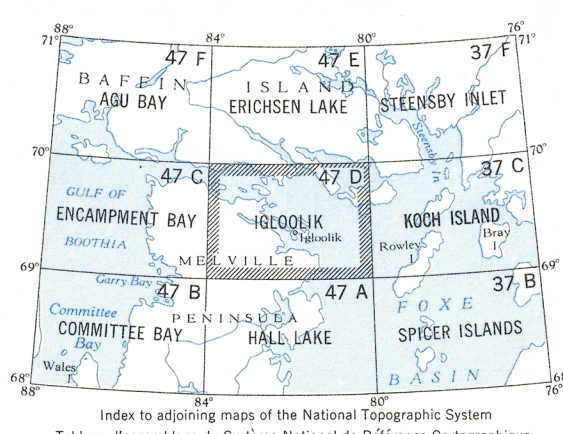 88° 84° 80° 76°
71° 47 F 47 E 37 F 71°
BAFFIN ISLAND
AGU BAY ERICHSEN LAKE STEENSBY INLET
Steensby In
70° 47 C 47 D 37 C 70°
GULF OF
ENCAMPMENT BAY IGLOOLIK KOCH ISLAND
Igloolik Rowley I Bray I
BOOTHIA
MELVILLE
69° 69°
Garry Bay 47 B 47 A 37 B
Committee PENINSULA FOXE
COMMITTEE BAY HALL LAKE SPICER ISLANDS
Bay
Wales I BASIN
68° 68°
88° 84° 80° 76°
Index to adjoining maps of the National Topographic System